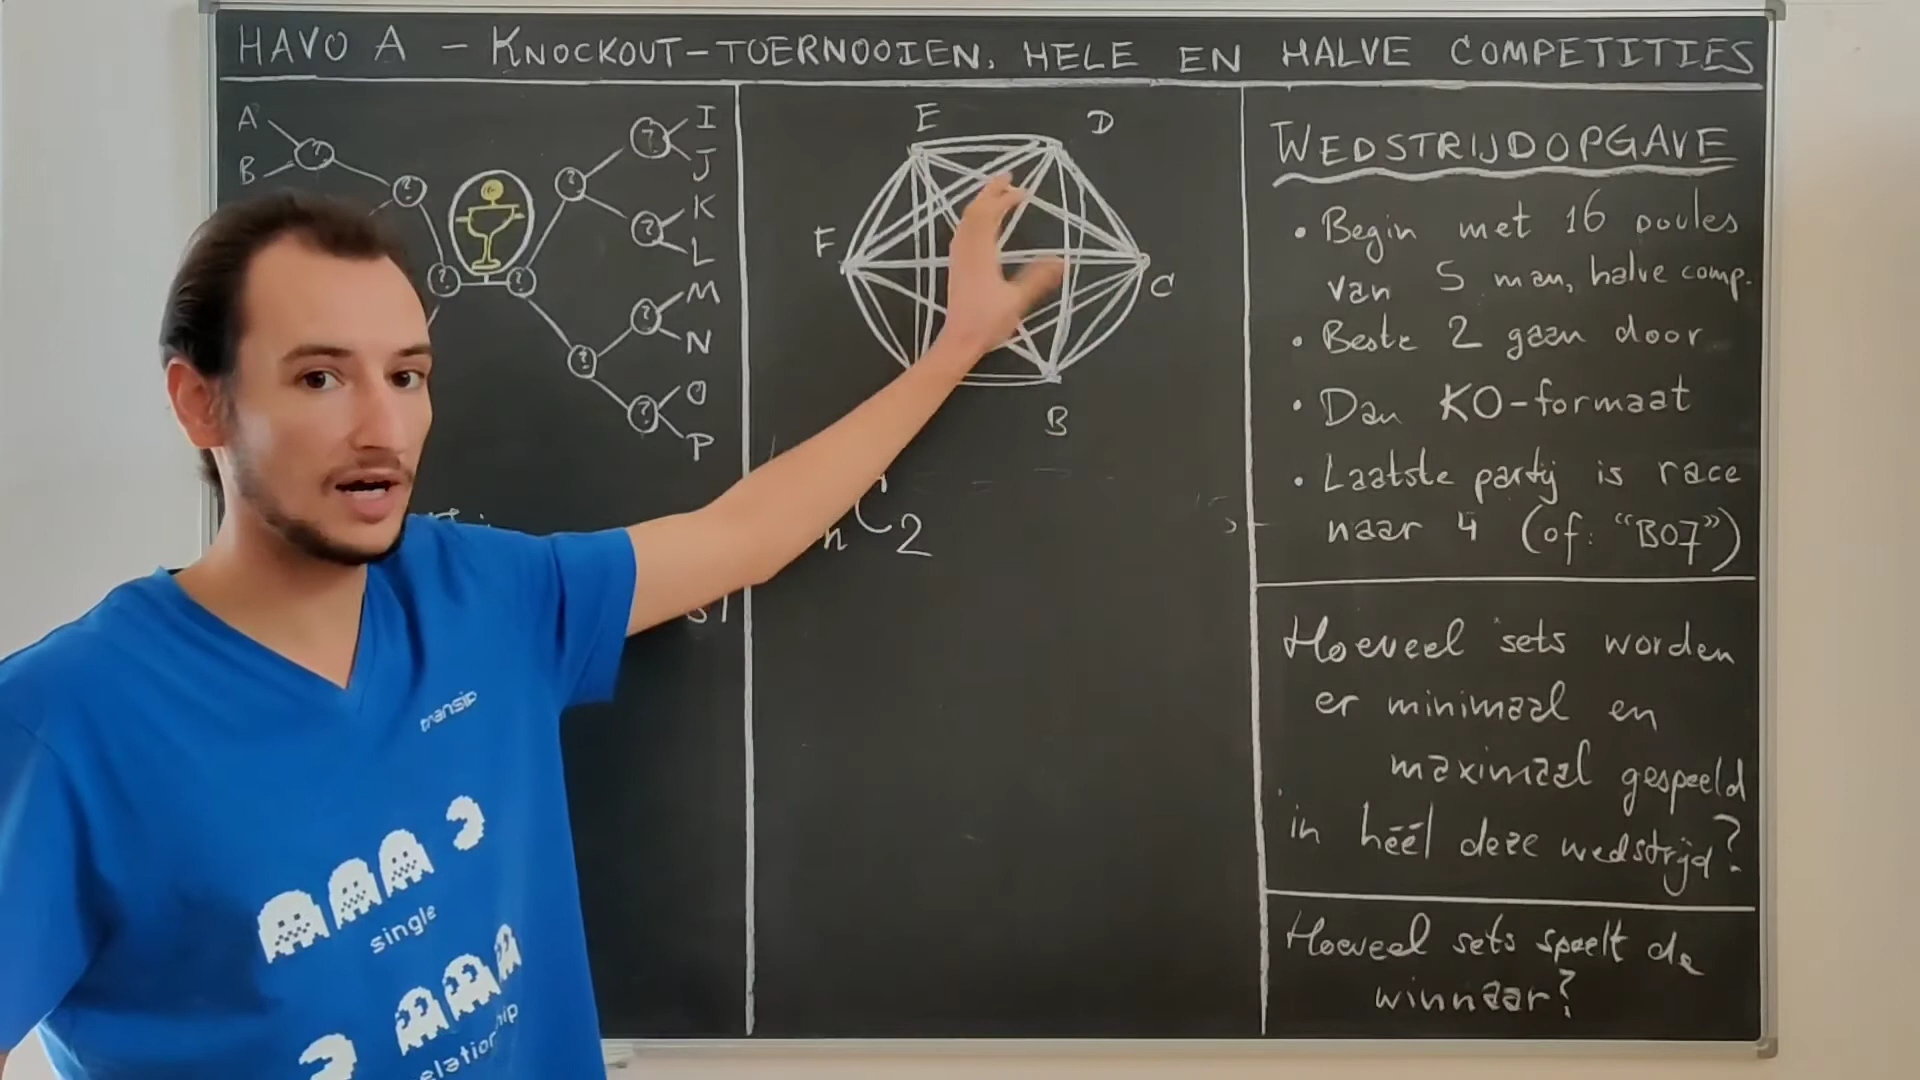 HAVO A - KNOCKOUT-TOERNOOIEN, HELE EN HALVE COMPETITIES
A
B
?
?
?
?
?
?
?
?
?
?
?
I
J
K
L
M
N
O
P
E
D
F
C
B
nC2
WEDSTRIJDOPGAVE
• Begin met 16 poules
van 5 man, halve comp.
• Beste 2 gaan door
• Dan KO-formaat
• Laatste partij is race
naar 4 (of: "BO7")
Hoeveel sets worden
er minimaal en
maximaal gespeeld
in héél deze wedstrijd?
Hoeveel sets speelt de
winnaar?
transip
single